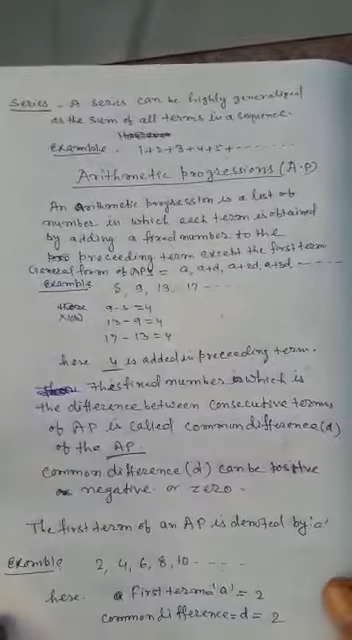 Series - A series can be highly generalized
as the sum of all terms in a sequence.
Example. 1+2+3+4+5+.......
Arithmetic progressions (A.P)
An Arithmetic progression is a list of
number in which each term is obtained
by adding a fixed number to the
preceeding term except the first term
General form of AP = a, a+d, a+2d, a+3d, -----
Example 5, 9, 13, 17 ------
9-5=4
13-9=4
17-13=4
here 4 is added in preceeding term.
this fixed number which is
the difference between consecutive terms
of AP is called common difference (d)
of the AP.
common difference (d) can be positive
negative or zero.
The first term of an AP is denoted by 'a'
Example 2, 4, 6, 8, 10 - - - -
here. first term 'a' = 2
common difference = d = 2